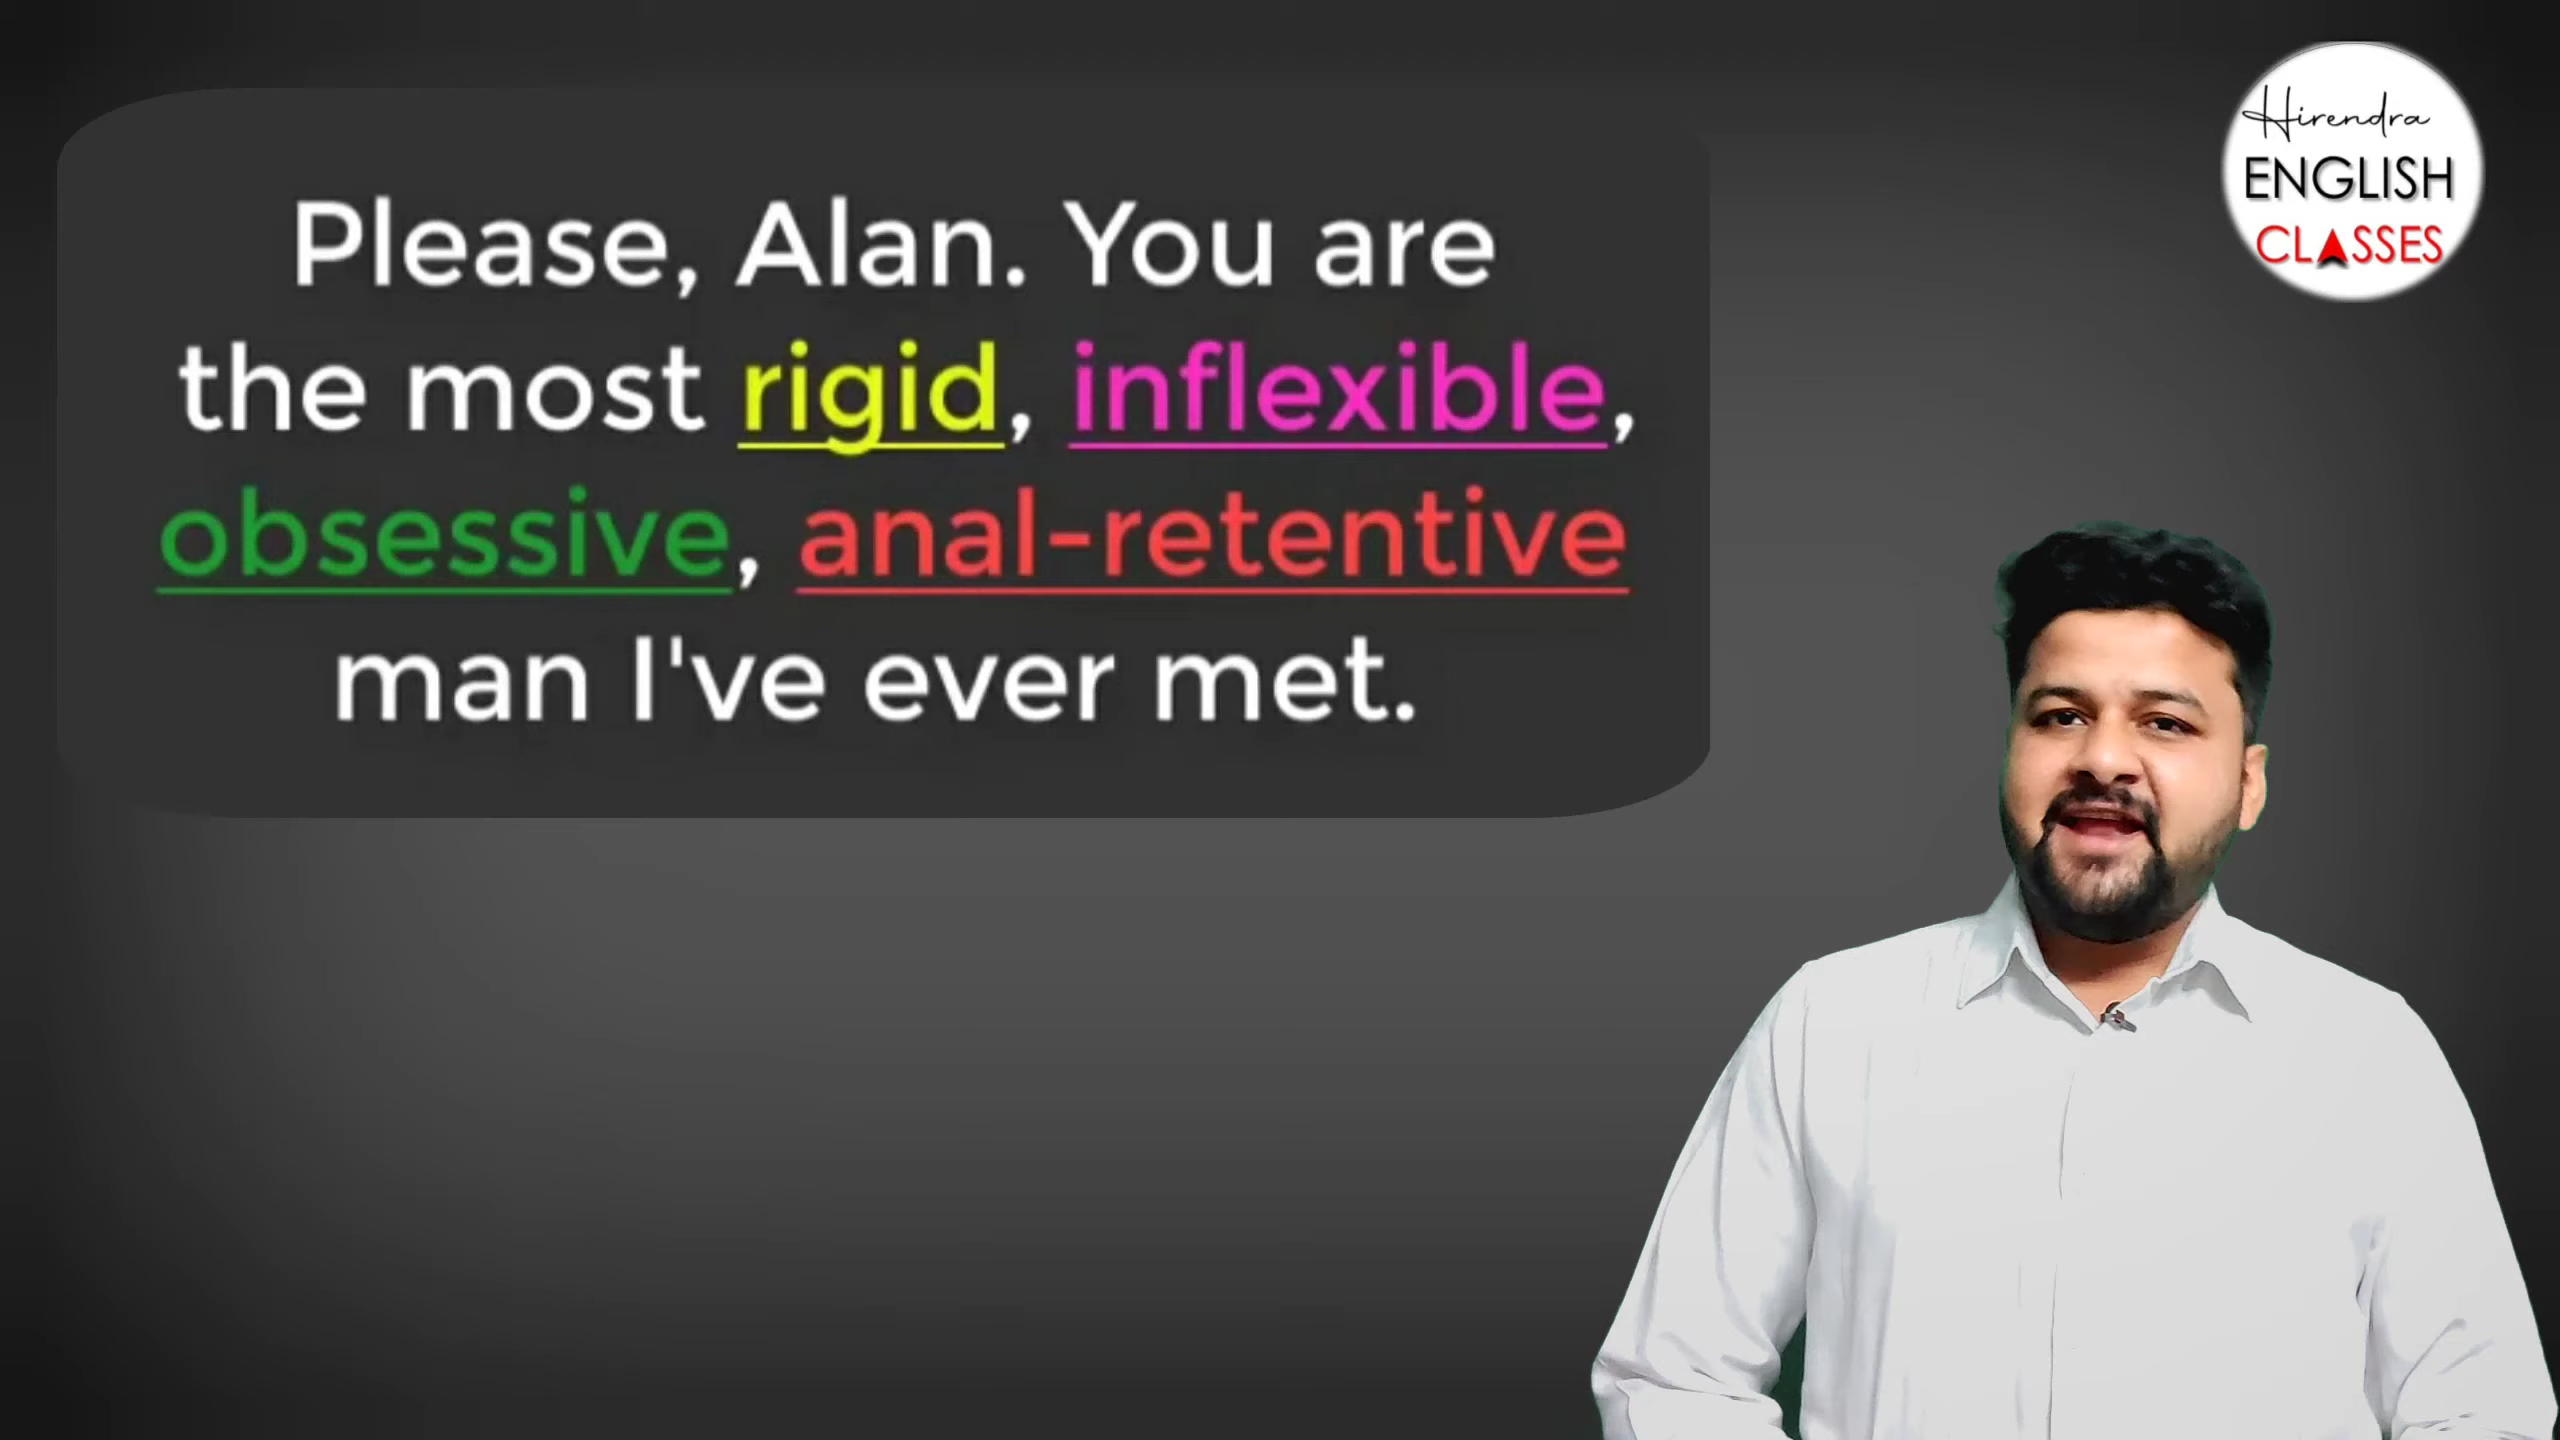 Please, Alan. You are
the most rigid, inflexible,
obsessive, anal-retentive
man I've ever met.
Hirendra
ENGLISH
CLASSES